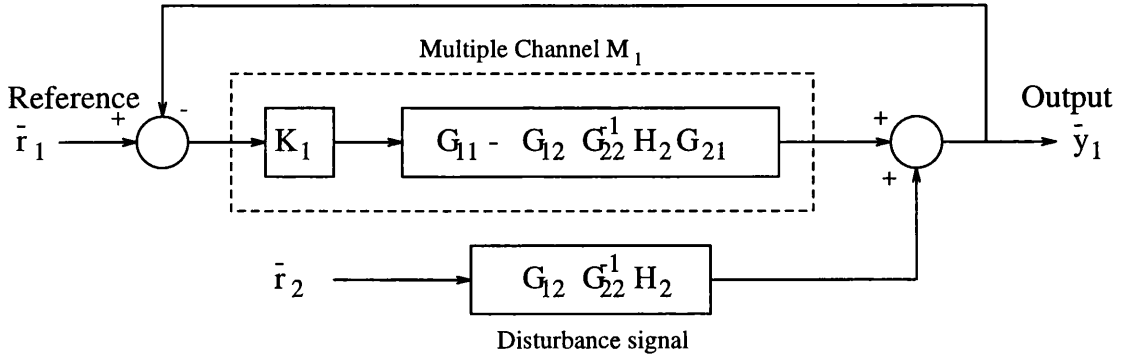 Multiple Channel M₁
Reference
Output
r̄₁
+
-
K₁
G₁₁ - G₁₂ G₂₂⁻¹ H₂ G₂₁
+
+
ȳ₁
r̄₂
G₁₂ G₂₂⁻¹ H₂
Disturbance signal